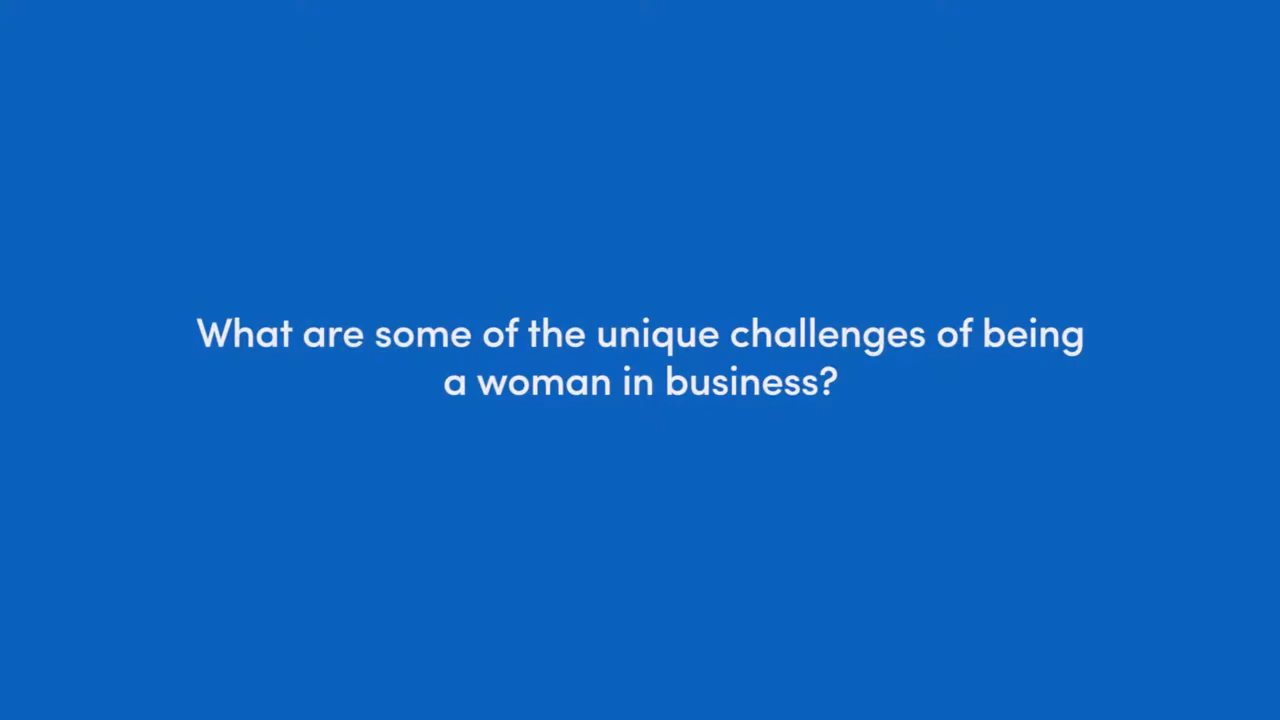 What are some of the unique challenges of being
a woman in business?